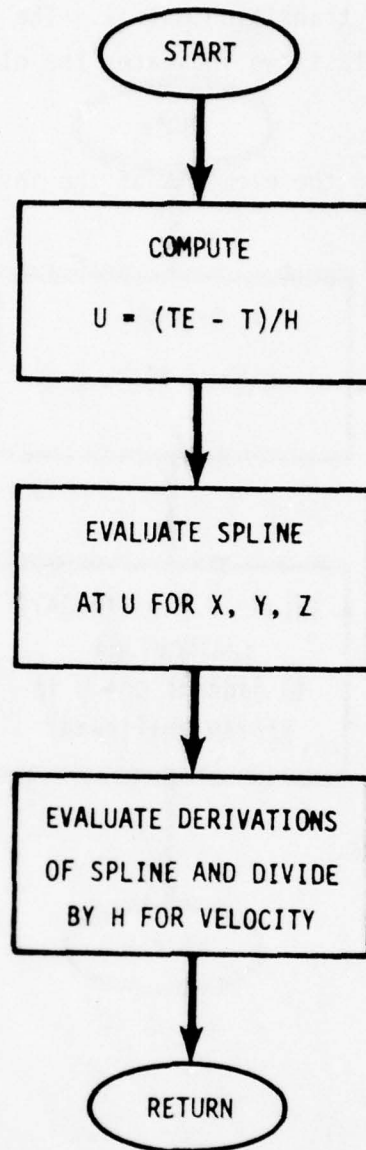 START
COMPUTE
U = (TE - T)/H
EVALUATE SPLINE
AT U FOR X, Y, Z
EVALUATE DERIVATIONS
OF SPLINE AND DIVIDE
BY H FOR VELOCITY
RETURN